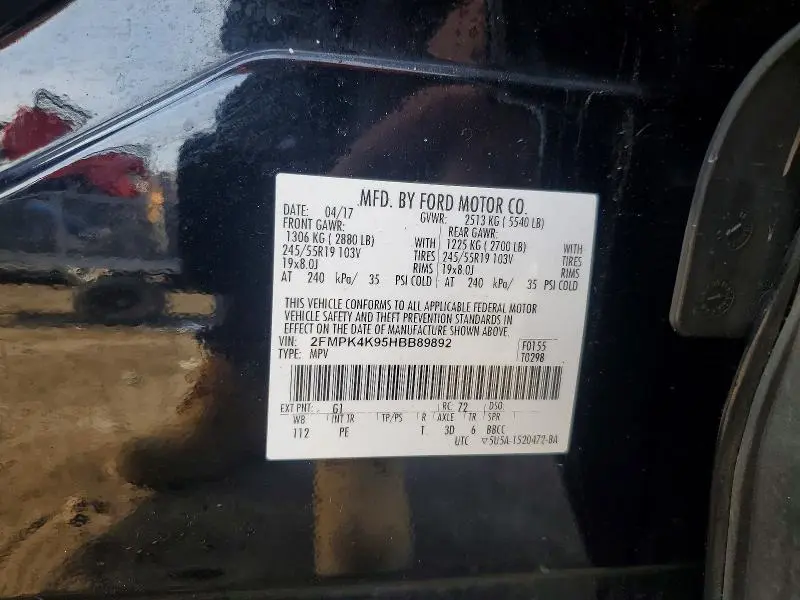 MFD. BY FORD MOTOR CO.
DATE: 04/17 GVWR: 2513 KG ( 5540 LB)
FRONT GAWR: REAR GAWR:
1306 KG ( 2880 LB) WITH 1225 KG ( 2700 LB) WITH
245/55R19 103V TIRES 245/55R19 103V TIRES
19x8.0J RIMS 19x8.0J RIMS
AT 240 kPa/ 35 PSI COLD AT 240 kPa/ 35 PSI COLD
THIS VEHICLE CONFORMS TO ALL APPLICABLE FEDERAL MOTOR
VEHICLE SAFETY AND THEFT PREVENTION STANDARDS IN
EFFECT ON THE DATE OF MANUFACTURE SHOWN ABOVE.
VIN: 2FMPK4K95HBB89892 F0155
TYPE: MPV T0298
EXT PNT: G1 RC: 72 DSO:
WB INT TR TP/PS R AXLE TR SPR
112 PE T 3D 6 BBCC
UTC ▽5U5A-1520472-BA